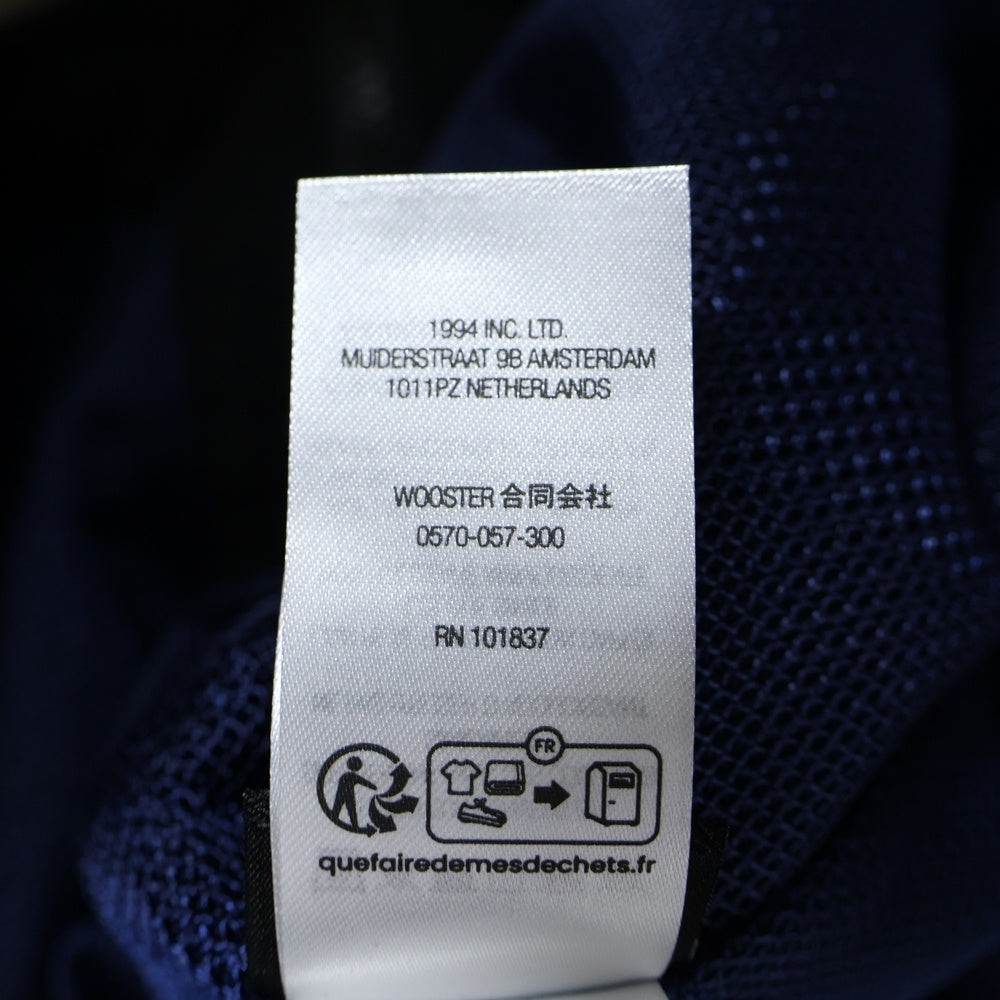 1994 INC. LTD.
MUIDERSTRAAT 9B AMSTERDAM
1011PZ NETHERLANDS
WOOSTER 合同会社
0570-057-300
RN 101837
FR
quefairedemesdechets.fr